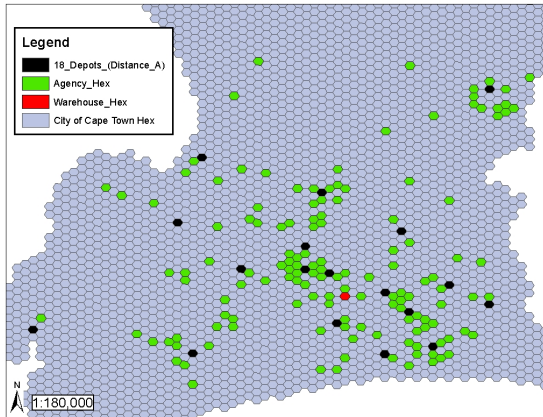 Legend
18_Depots_(Distance_A)
Agency_Hex
Warehouse_Hex
City of Cape Town Hex
N
1:180,000